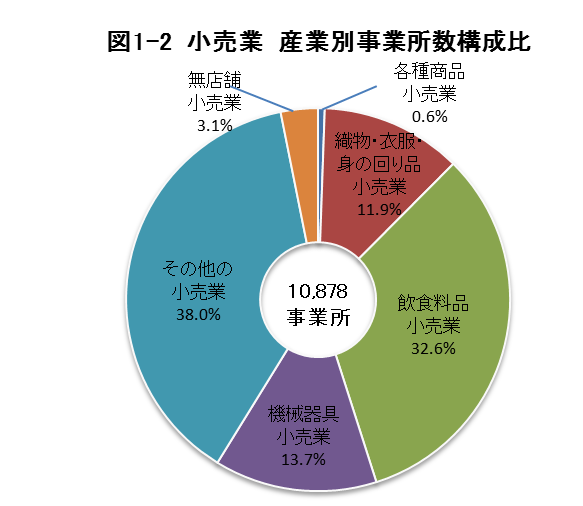 図1-2 小売業 産業別事業所数構成比
無店舗
小売業
3.1%
各種商品
小売業
0.6%
織物・衣服・
身の回り品
小売業
11.9%
その他の
小売業
38.0%
10,878
事業所
飲食料品
小売業
32.6%
機械器具
小売業
13.7%